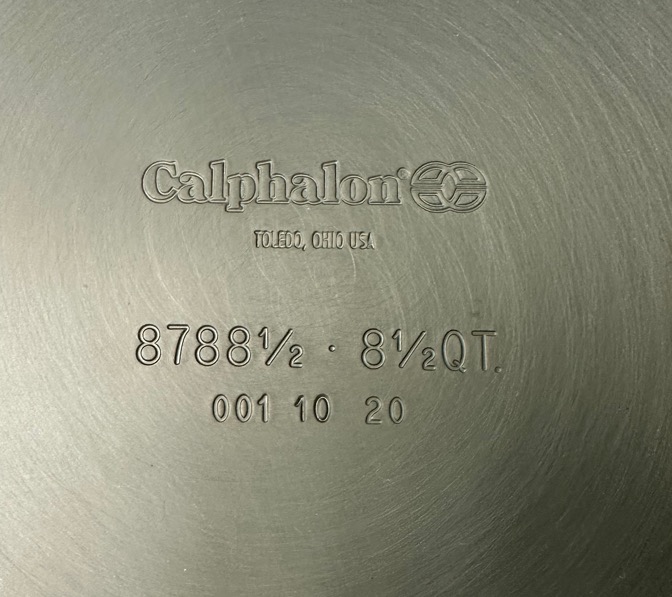 Calphalon®
TOLEDO, OHIO USA
8788½ · 8½QT.
001 10 20